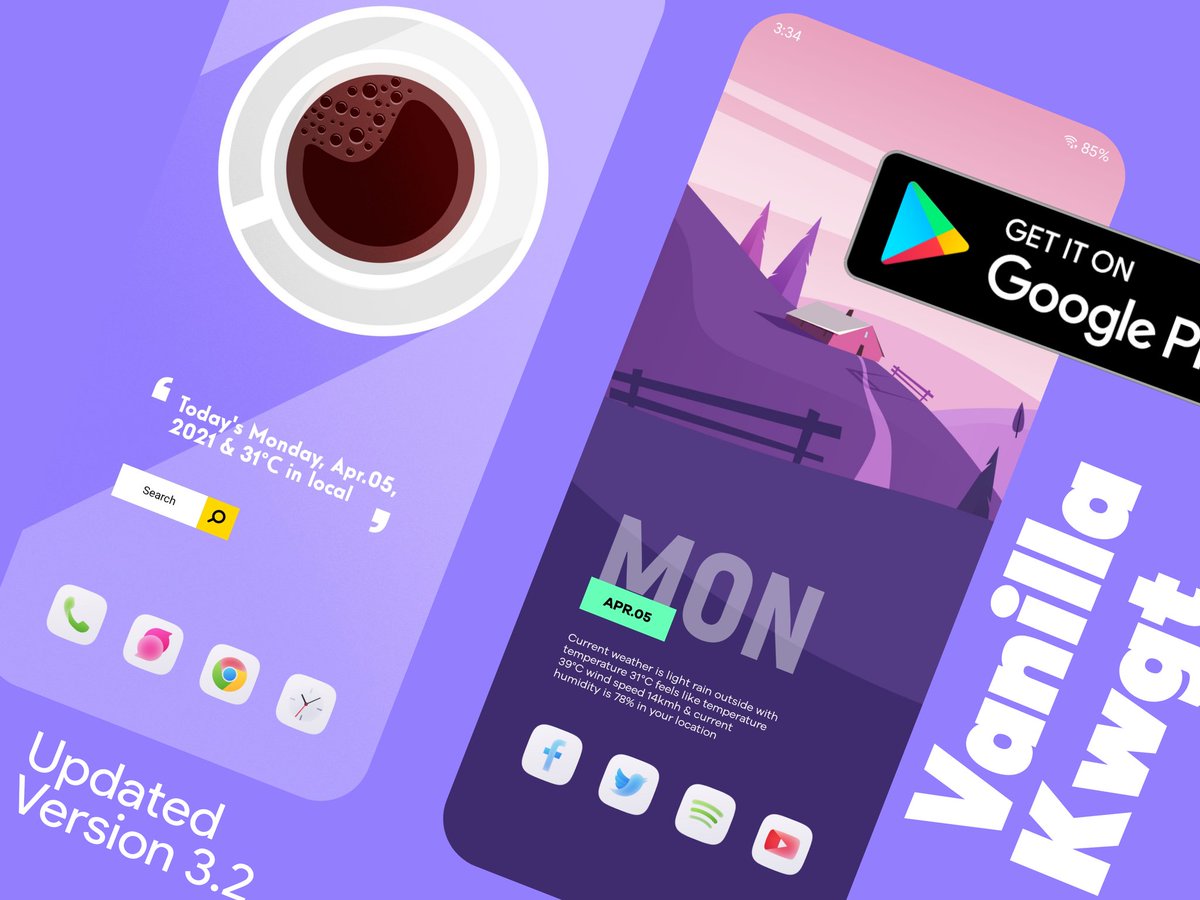 ‘‘ Today's Monday, Apr.05,
2021 & 31°C in local ’’
Search
Updated
Version 3.2
3:34
85%
GET IT ON
Google P
MON
APR.05
Current weather is light rain outside with
temperature 31°C feels like temperature
39°C wind speed 14kmh & current
humidity is 78% in your location
Vanilla
Kwgt